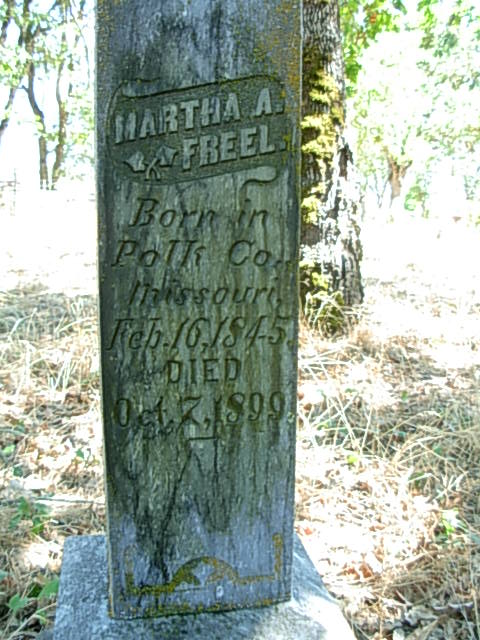 MARTHA A.
FREEL.
Born in
Polk Co.,
Missouri,
Feb. 16, 1845.
DIED
Oct. 7, 1899.